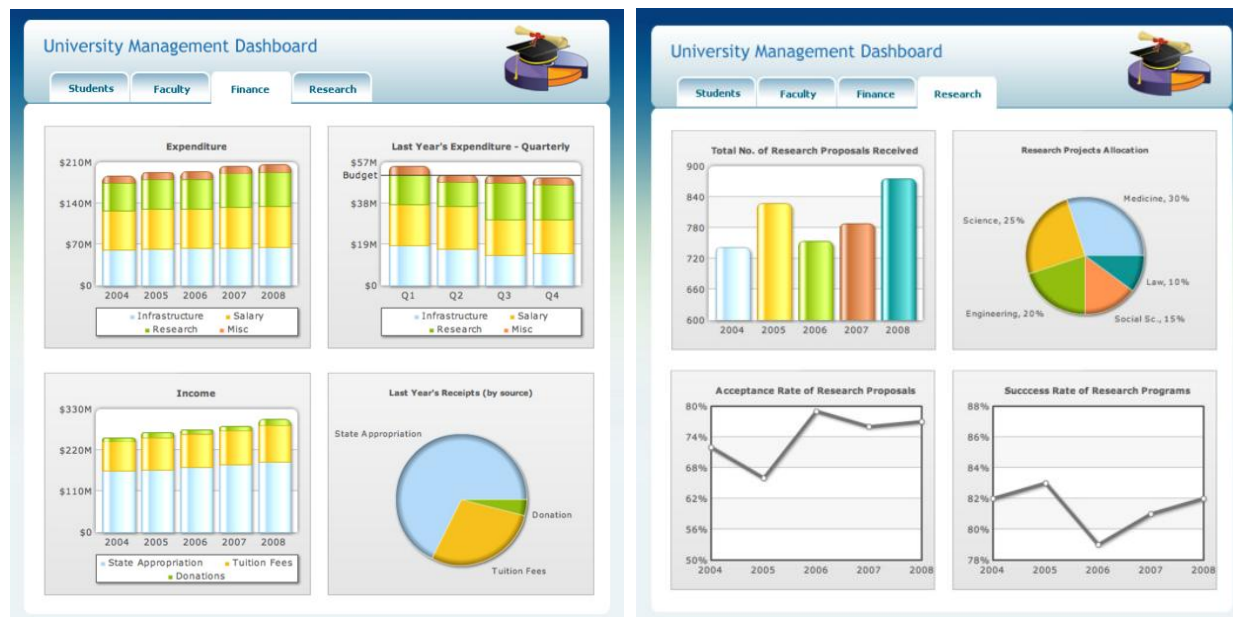 University Management Dashboard
Students Faculty Finance Research
Expenditure
$210M
$140M
$70M
$0
2004 2005 2006 2007 2008
Infrastructure Salary
Research Misc
Last Year's Expenditure - Quarterly
$57M
Budget
$38M
$19M
$0
Q1 Q2 Q3 Q4
Infrastructure Salary
Research Misc
Income
$330M
$220M
$110M
$0
2004 2005 2006 2007 2008
State Appropriation Tuition Fees
Donations
Last Year's Receipts (by source)
State Appropriation
Donation
Tuition Fees
University Management Dashboard
Students Faculty Finance Research
Total No. of Research Proposals Received
900
840
780
720
660
600
2004 2005 2006 2007 2008
Research Projects Allocation
Medicine, 30%
Science, 25%
Law, 10%
Engineering, 20%
Social Sc., 15%
Acceptance Rate of Research Proposals
80%
74%
68%
62%
56%
50%
2004 2005 2006 2007 2008
Succcess Rate of Research Programs
88%
86%
84%
82%
80%
78%
2004 2005 2006 2007 2008